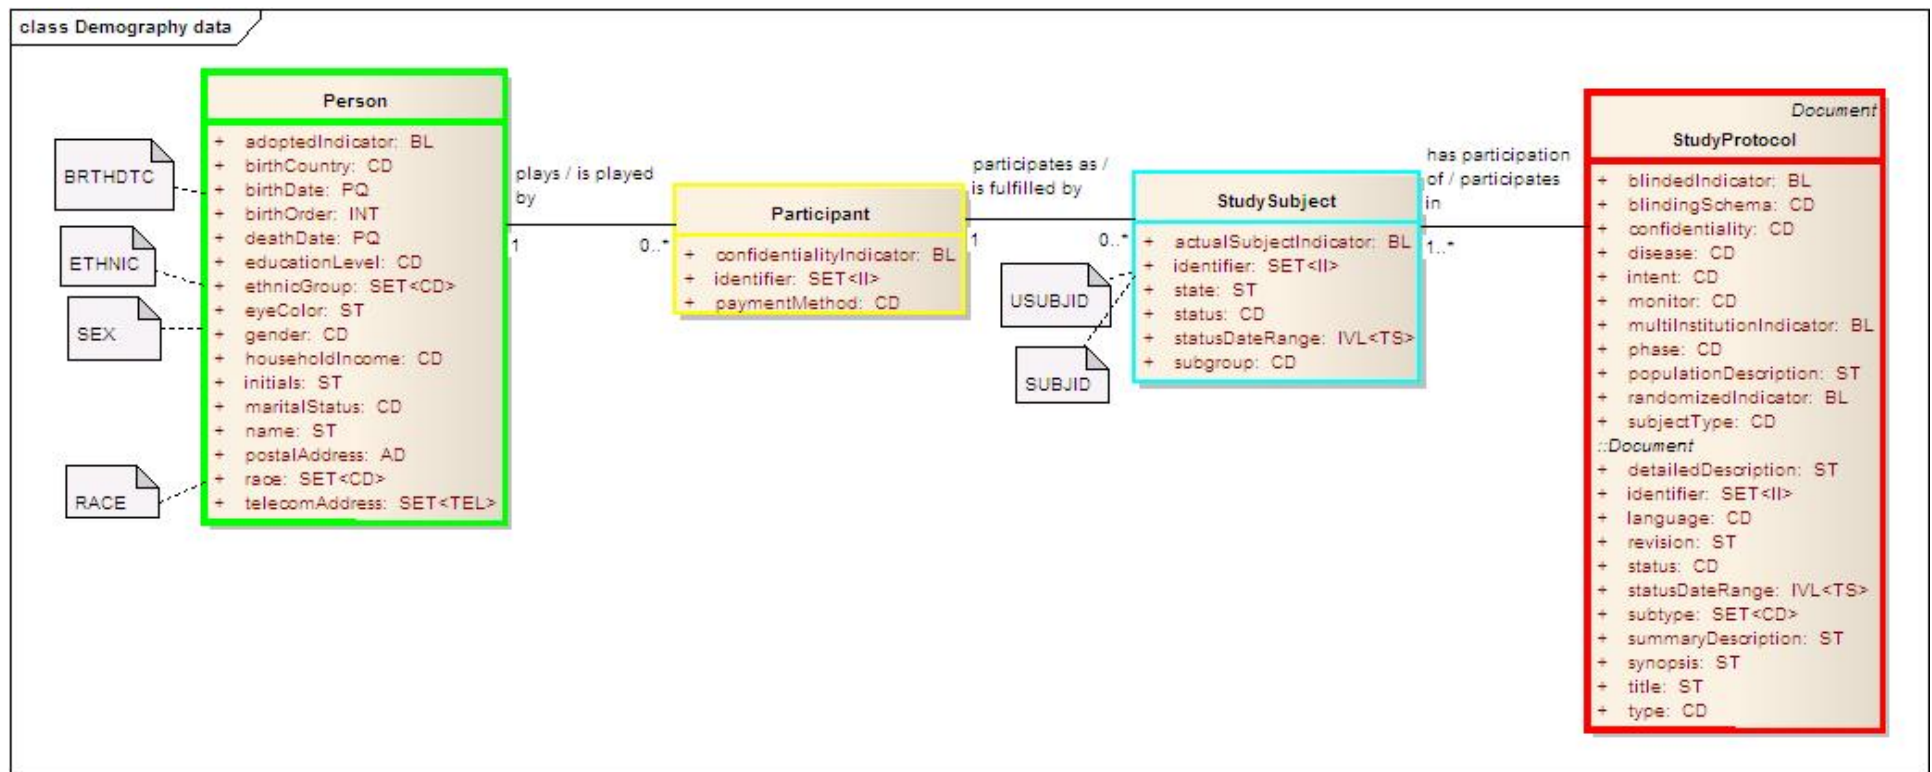 class Demography data
Person
+ adoptedIndicator: BL
+ birthCountry: CD
+ birthDate: PQ
+ birthOrder: INT
+ deathDate: PQ
+ educationLevel: CD
+ ethnicGroup: SET<CD>
+ eyeColor: ST
+ gender: CD
+ householdIncome: CD
+ initials: ST
+ maritalStatus: CD
+ name: ST
+ postalAddress: AD
+ race: SET<CD>
+ telecomAddress: SET<TEL>
BRTHDTC
ETHNIC
SEX
RACE
plays / is played
by
1
0..*
Participant
+ confidentialityIndicator: BL
+ identifier: SET<II>
+ paymentMethod: CD
participates as /
is fulfilled by
1
0..*
USUBJID
SUBJID
StudySubject
+ actualSubjectIndicator: BL
+ identifier: SET<II>
+ state: ST
+ status: CD
+ statusDateRange: IVL<TS>
+ subgroup: CD
has participation
of / participates
in
1..*
Document
StudyProtocol
+ blindedIndicator: BL
+ blindingSchema: CD
+ confidentiality: CD
+ disease: CD
+ intent: CD
+ monitor: CD
+ multiInstitutionIndicator: BL
+ phase: CD
+ populationDescription: ST
+ randomizedIndicator: BL
+ subjectType: CD
::Document
+ detailedDescription: ST
+ identifier: SET<II>
+ language: CD
+ revision: ST
+ status: CD
+ statusDateRange: IVL<TS>
+ subtype: SET<CD>
+ summaryDescription: ST
+ synopsis: ST
+ title: ST
+ type: CD